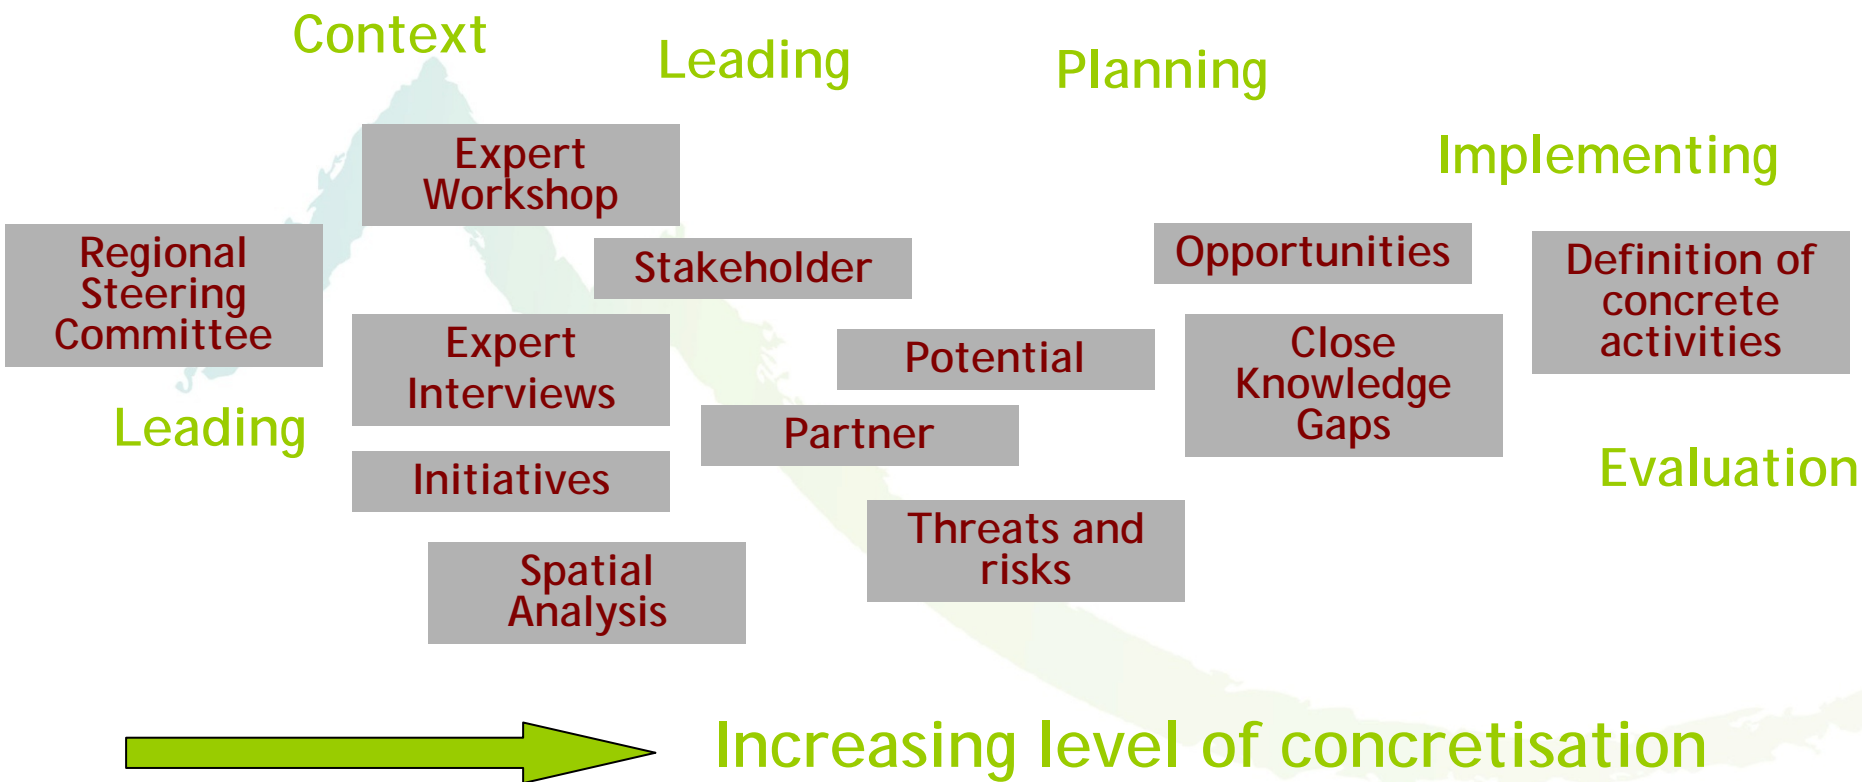 Context
Leading
Planning
Implementing
Expert
Workshop
Regional
Steering
Committee
Stakeholder
Opportunities
Definition of
concrete
activities
Expert
Interviews
Potential
Close
Knowledge
Gaps
Leading
Partner
Evaluation
Initiatives
Threats and
risks
Spatial
Analysis
Increasing level of concretisation